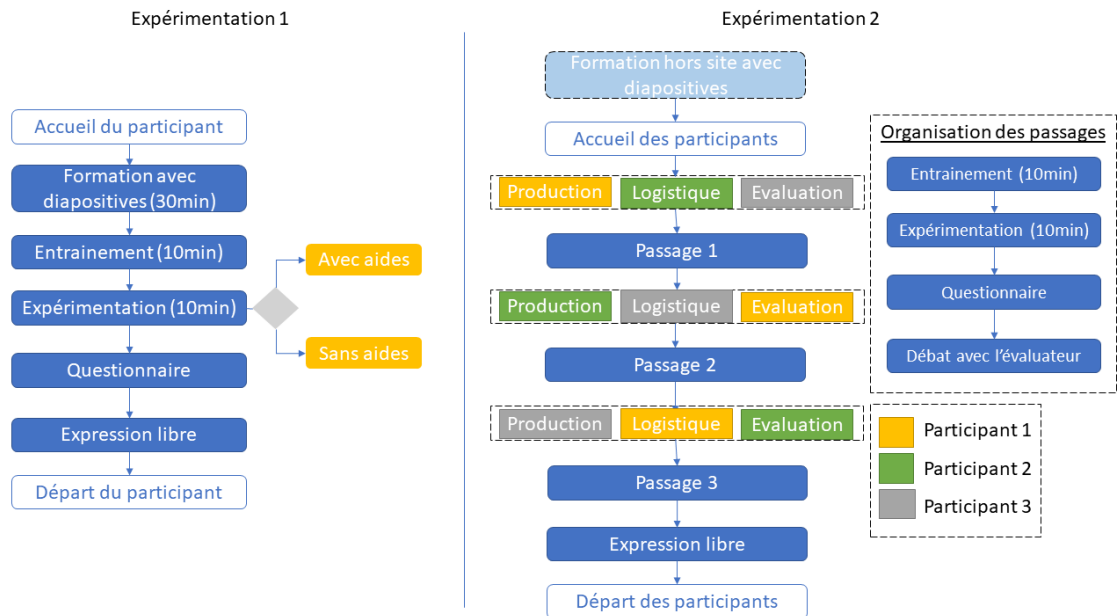 Expérimentation 1
Accueil du participant
Formation avec
diapositives (30min)
Entrainement (10min)
Expérimentation (10min)
Avec aides
Sans aides
Questionnaire
Expression libre
Départ du participant
Expérimentation 2
Formation hors site avec
diapositives
Accueil des participants
Production
Logistique
Evaluation
Passage 1
Production
Logistique
Evaluation
Passage 2
Production
Logistique
Evaluation
Passage 3
Expression libre
Départ des participants
Organisation des passages
Entrainement (10min)
Expérimentation (10min)
Questionnaire
Débat avec l’évaluateur
Participant 1
Participant 2
Participant 3